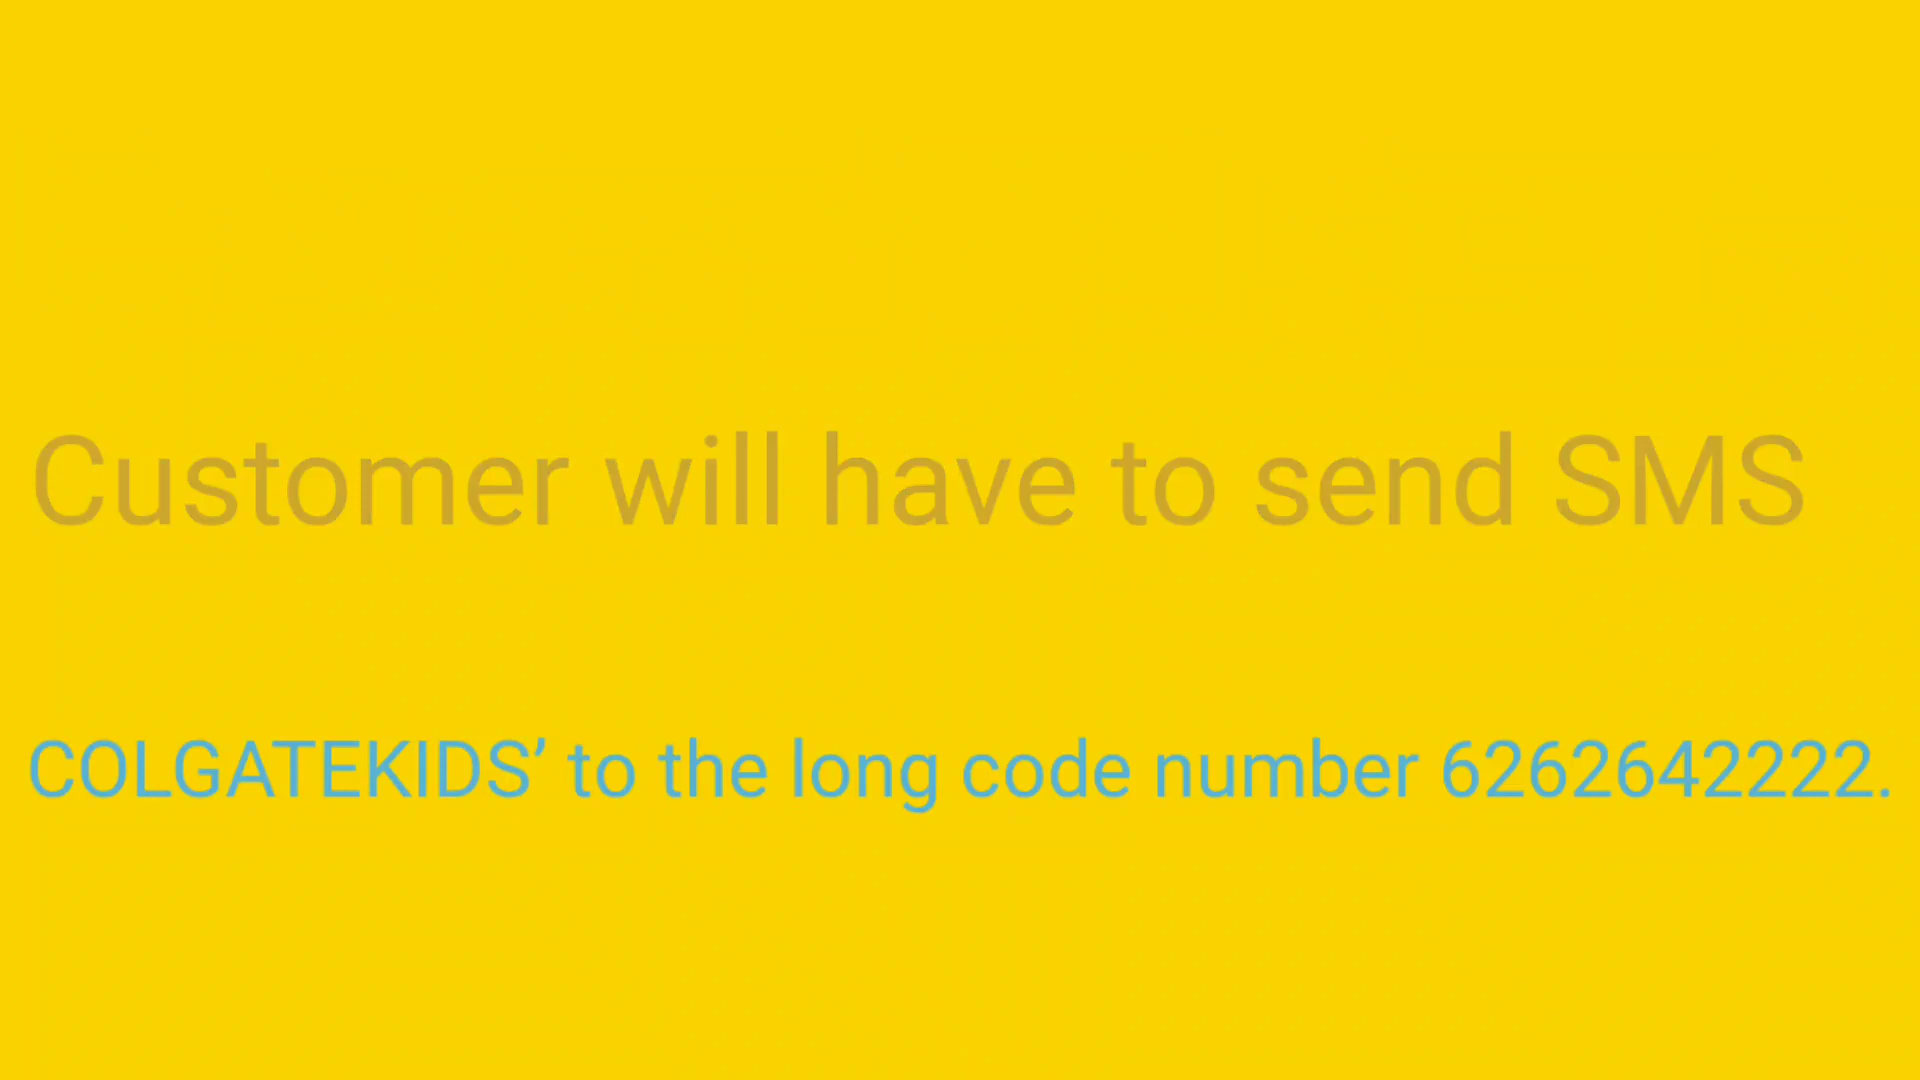 Customer will have to send SMS
COLGATEKIDS’ to the long code number 6262642222.